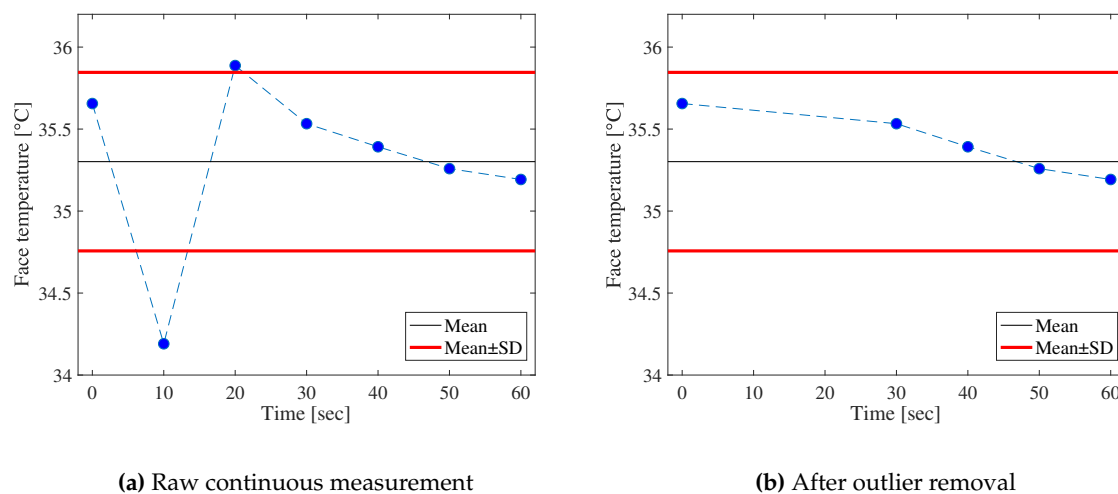 36
35.5
35
34.5
34
Face temperature [°C]
0 10 20 30 40 50 60
Time [sec]
Mean
Mean±SD
(a) Raw continuous measurement
36
35.5
35
34.5
34
Face temperature [°C]
0 10 20 20 30 40 50 60
Time [sec]
Mean
Mean±SD
(b) After outlier removal